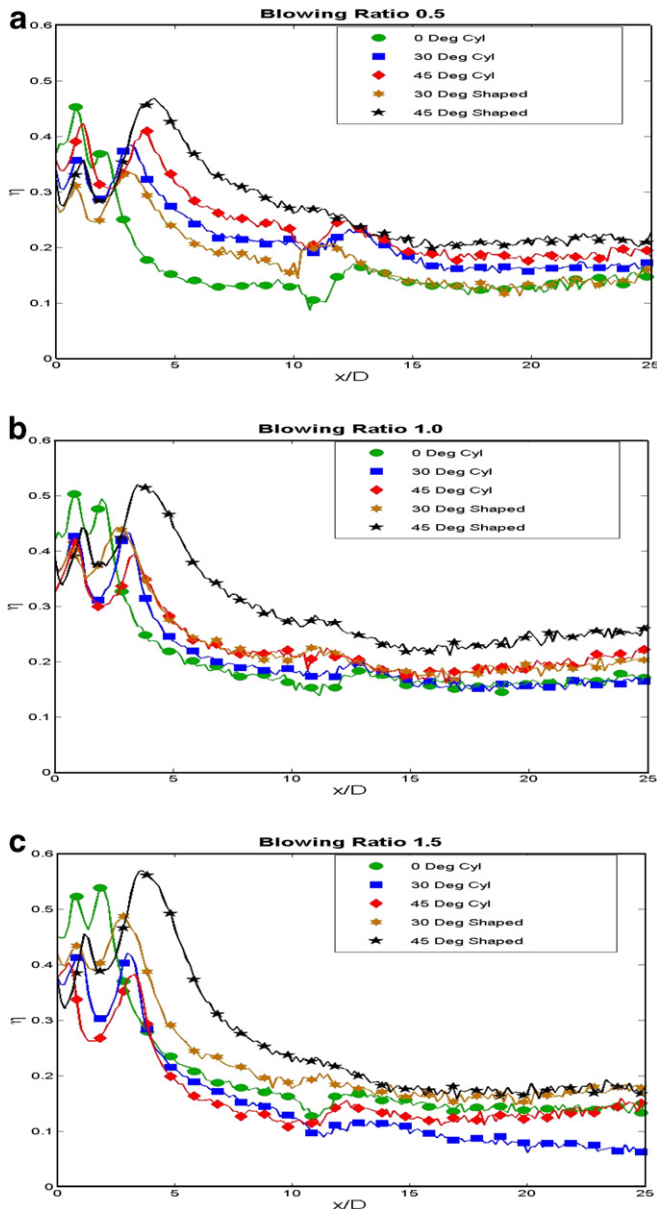 a
Blowing Ratio 0.5
0 Deg Cyl
30 Deg Cyl
45 Deg Cyl
30 Deg Shaped
45 Deg Shaped
0.6
0.5
0.4
0.3
0.2
0.1
0
η
0 5 10 15 20 25
x/D
b
Blowing Ratio 1.0
0 Deg Cyl
30 Deg Cyl
45 Deg Cyl
30 Deg Shaped
45 Deg Shaped
0.6
0.5
0.4
0.3
0.2
0.1
0
η
0 5 10 15 20 25
x/D
c
Blowing Ratio 1.5
0 Deg Cyl
30 Deg Cyl
45 Deg Cyl
30 Deg Shaped
45 Deg Shaped
0.6
0.5
0.4
0.3
0.2
0.1
0
η
0 5 10 15 20 25
x/D